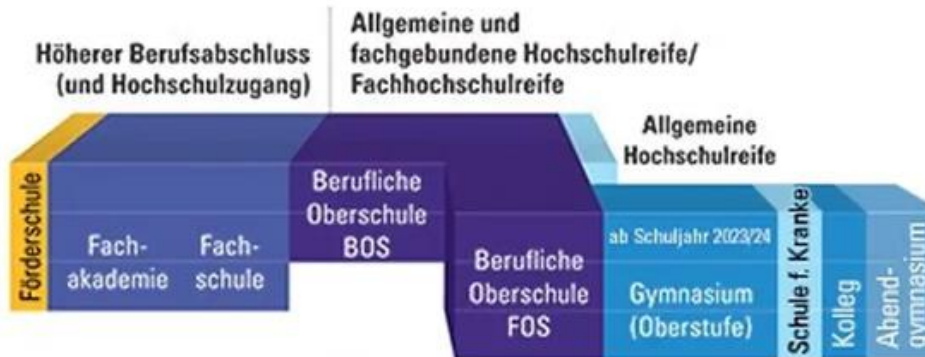 Höherer Berufsabschluss
(und Hochschulzugang)
Allgemeine und
fachgebundene Hochschulreife/
Fachhochschulreife
Allgemeine
Hochschulreife
Förderschule
Fach-
akademie
Fach-
schule
Berufliche
Oberschule
BOS
Berufliche
Oberschule
FOS
ab Schuljahr 2023/24
Gymnasium
(Oberstufe)
Schule f. Kranke
Kolleg
Abend-
gymnasium